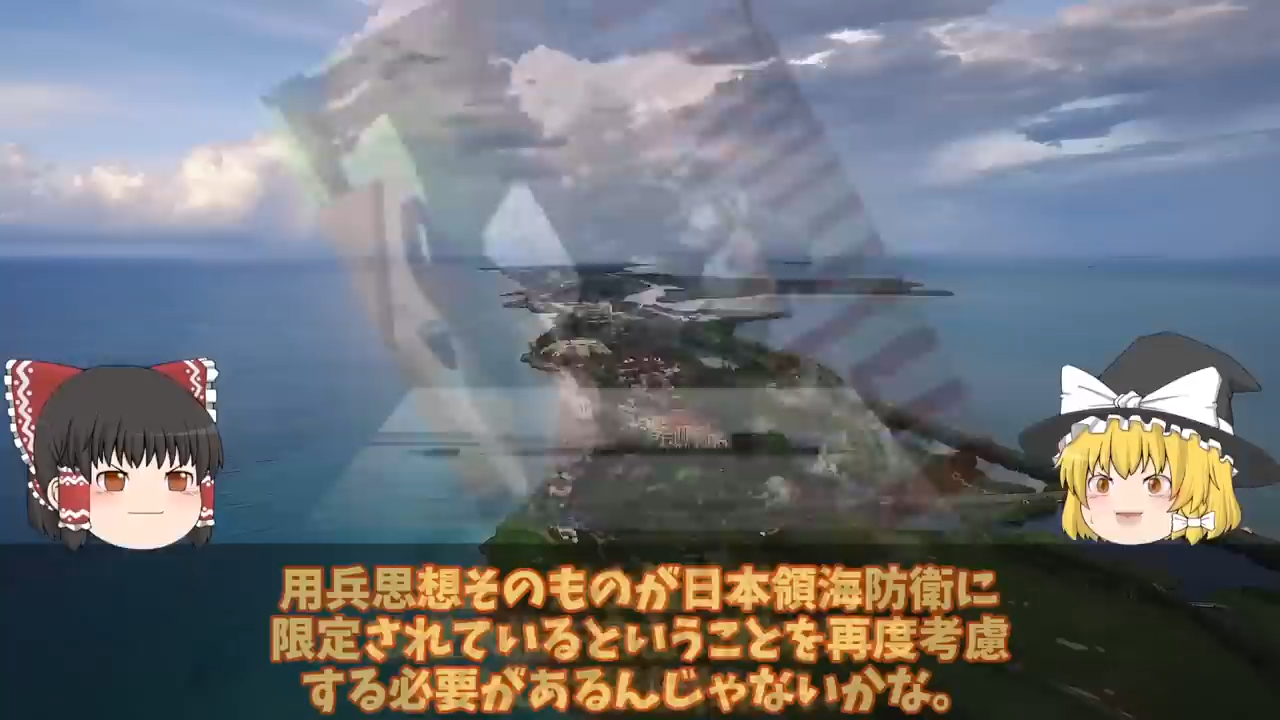 用兵思想そのものが日本領海防衛に
限定されているということを再度考慮
する必要があるんじゃないかな。